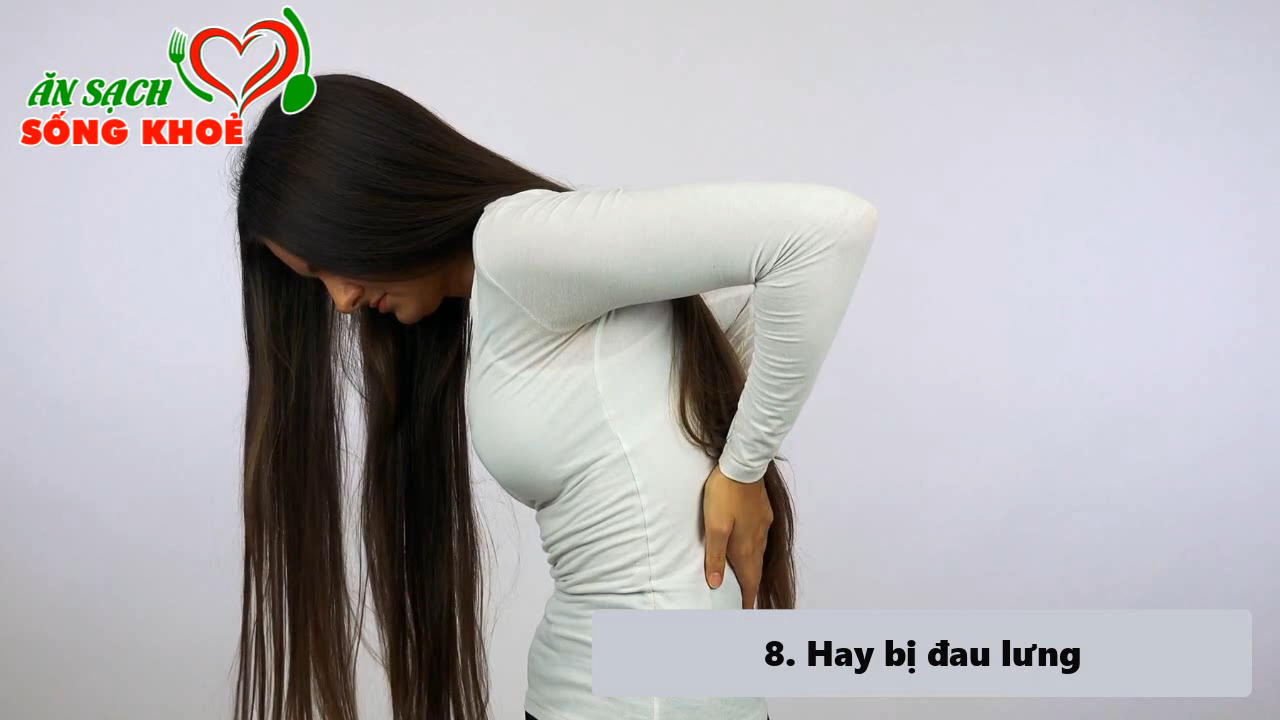 ĂN SẠCH
SỐNG KHOẺ
8. Hay bị đau lưng